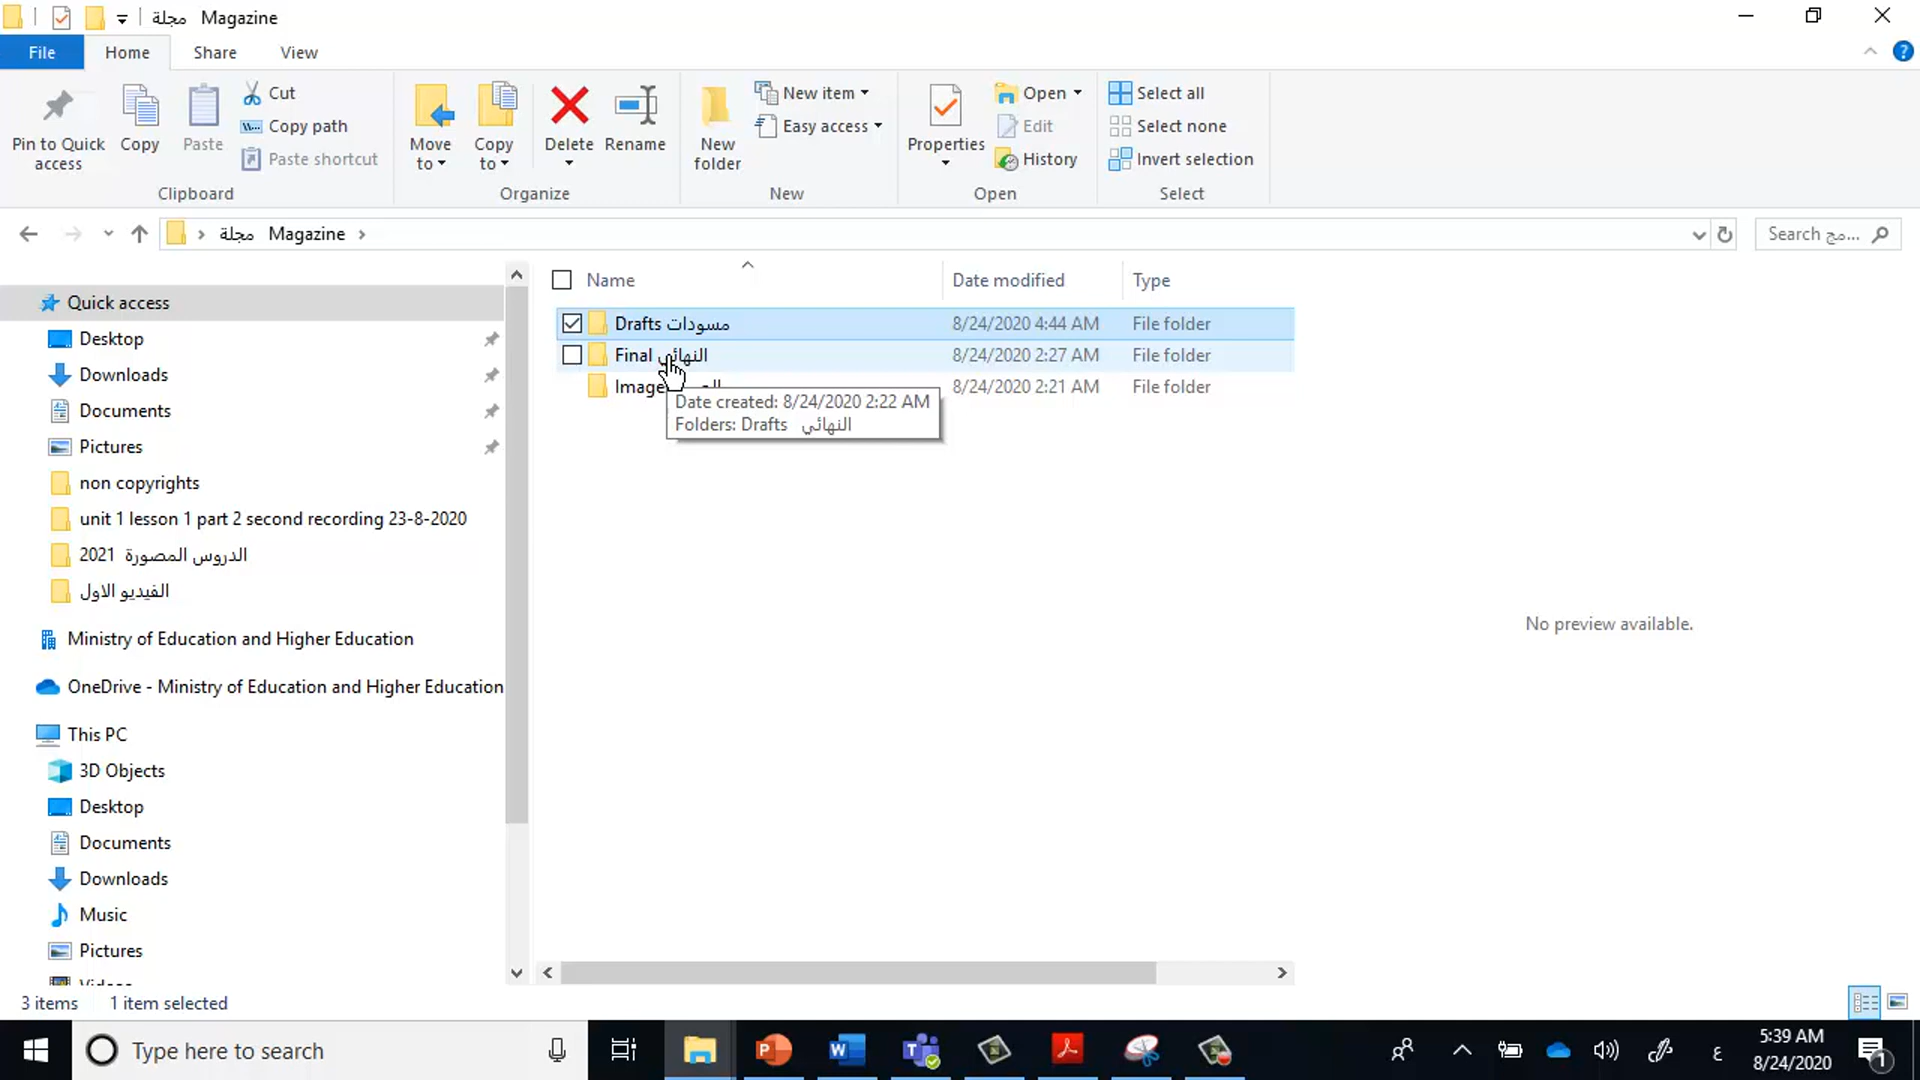 مجلة Magazine
File Home Share View
Pin to Quick access
Copy
Paste
Cut
Copy path
Paste shortcut
Clipboard
Move to
Copy to
Delete
Rename
Organize
New folder
New item
Easy access
New
Properties
Open
Edit
History
Open
Select all
Select none
Invert selection
Select
مجلة Magazine
Search مج...
Name Date modified Type
Drafts مسودات 8/24/2020 4:44 AM File folder
Final النهائي 8/24/2020 2:27 AM File folder
8/24/2020 2:21 AM File folder
Date created: 8/24/2020 2:22 AM
Folders: Drafts النهائي
No preview available.
Quick access
Desktop
Downloads
Documents
Pictures
non copyrights
unit 1 lesson 1 part 2 second recording 23-8-2020
الدروس المصورة 2021
الفيديو الاول
Ministry of Education and Higher Education
OneDrive - Ministry of Education and Higher Education
This PC
3D Objects
Desktop
Documents
Downloads
Music
Pictures
3 items 1 item selected
Type here to search
ع
5:39 AM
8/24/2020
1